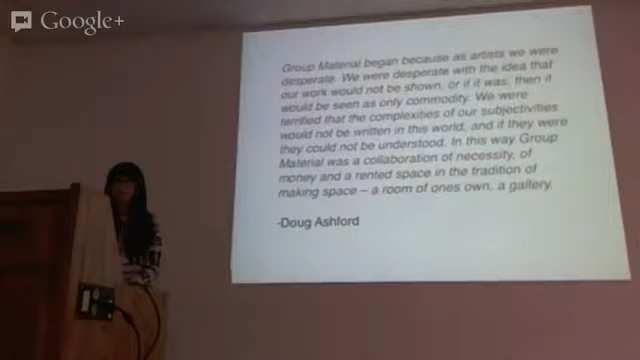 Google+
Group Material began because as artists we were
desperate. We were desperate with the idea that
our work would not be shown, or if it was, then it
would be seen as only commodity. We were
terrified that the complexities of our subjectivities
would not be written in this world, and if they were
they could not be understood. In this way Group
Material was a collaboration of necessity, of
money and a rented space in the tradition of
making space – a room of ones own, a gallery.
-Doug Ashford